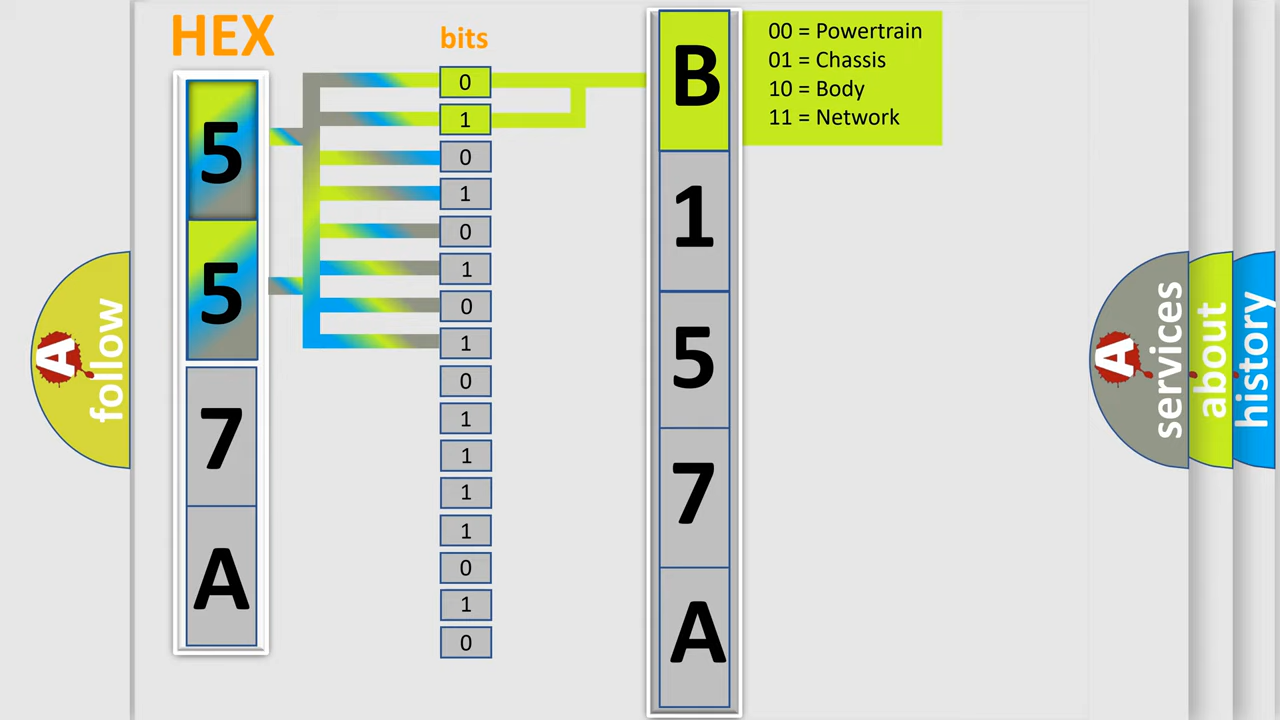 HEX
5
5
7
A
bits
0
1
0
1
0
1
0
1
0
1
1
1
1
0
1
0
B
1
5
7
A
00 = Powertrain
01 = Chassis
10 = Body
11 = Network
A
follow
A
services
about
history